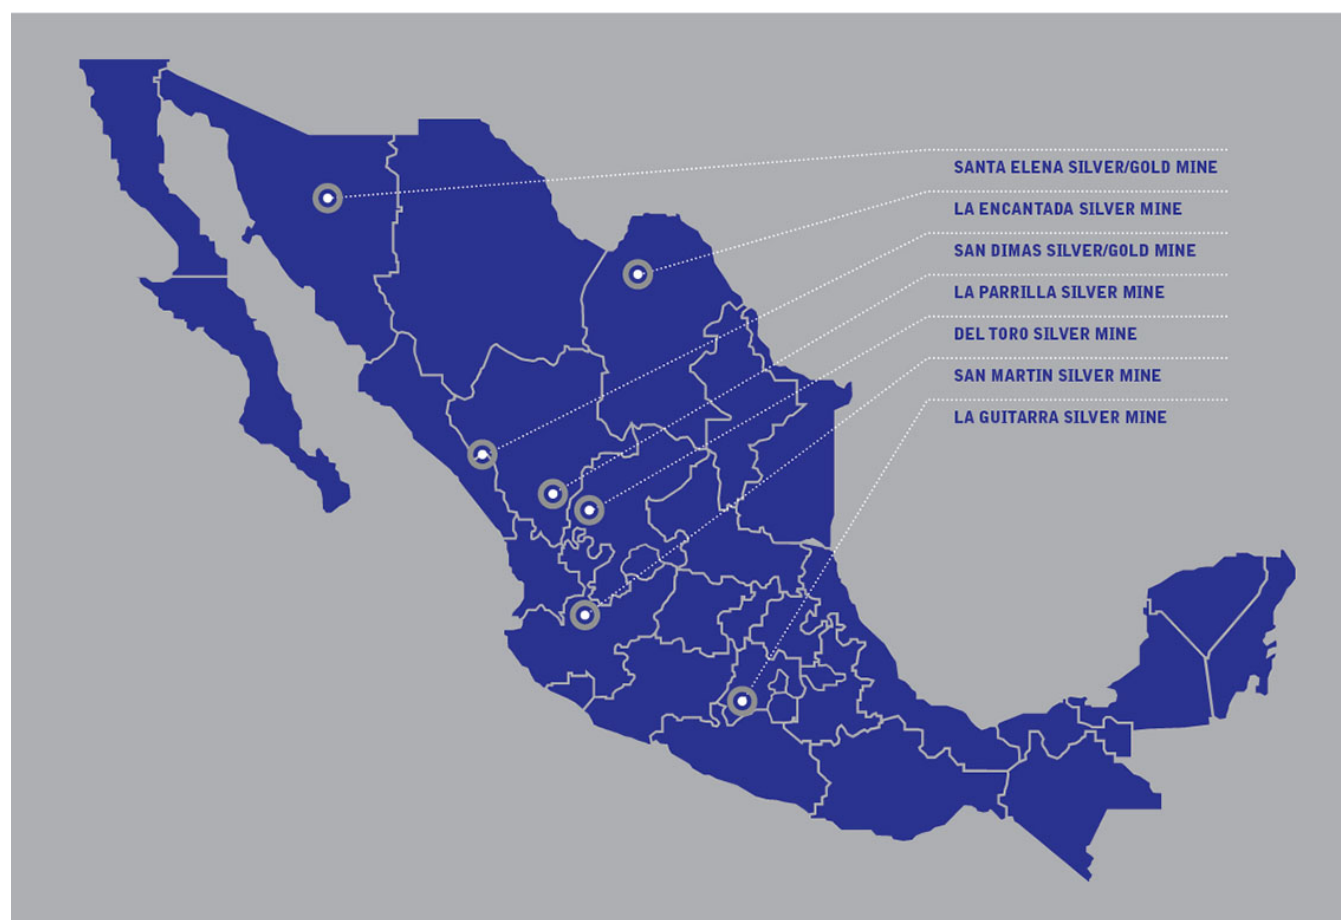 SANTA ELENA SILVER/GOLD MINE
LA ENCANTADA SILVER MINE
SAN DIMAS SILVER/GOLD MINE
LA PARRILLA SILVER MINE
DEL TORO SILVER MINE
SAN MARTIN SILVER MINE
LA GUITARRA SILVER MINE